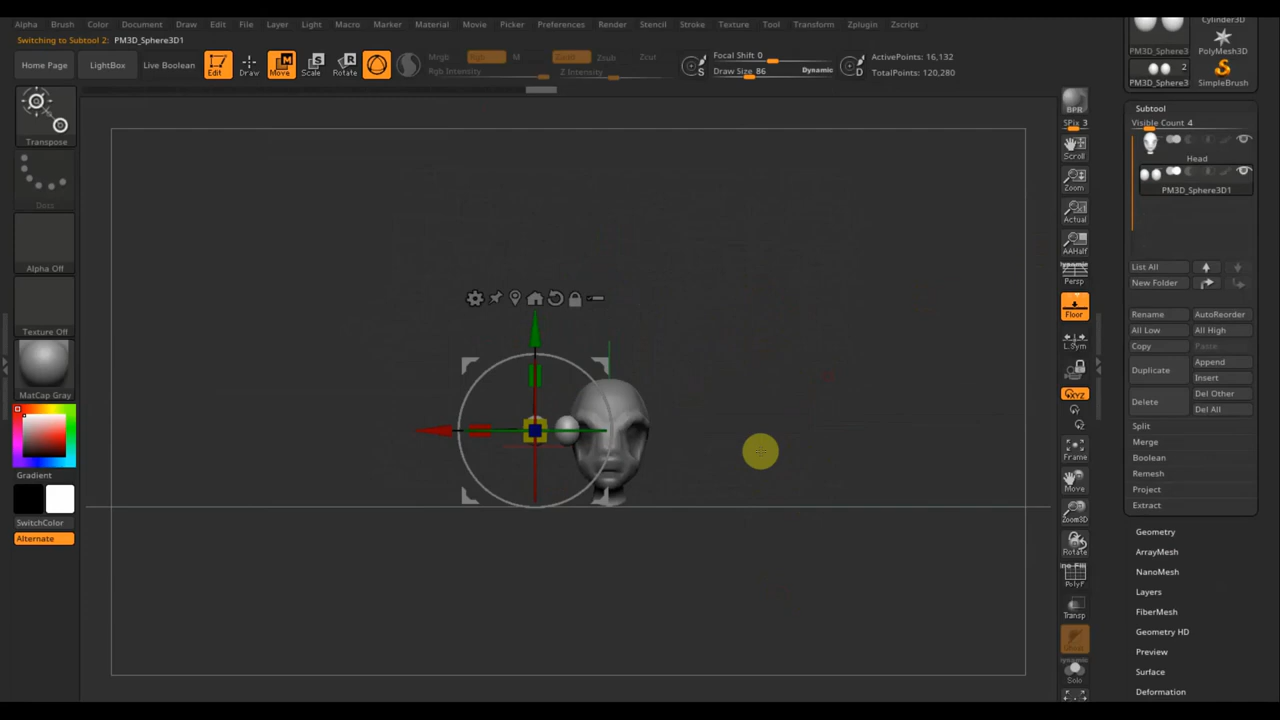 Alpha Brush Color Document Draw Edit File Layer Light Macro Marker Material Movie Picker Preferences Render Stencil Stroke Texture Tool Transform Zplugin Zscript
Switching to Subtool 2: PM3D_Sphere3D1
Home Page
LightBox
Live Boolean
Edit
Draw
Move
Scale
Rotate
Mrgb
Rgb
M
Rgb Intensity
Zadd
Zsub
Zcut
Z Intensity
Focal Shift 0
Draw Size 86
Dynamic
S
D
ActivePoints: 16,132
TotalPoints: 120,280
Transpose
Dots
Alpha Off
Texture Off
MatCap Gray
Gradient
SwitchColor
Alternate
BPR
SPix 3
Scroll
Zoom
Actual
AAHalf
Dynamic
Persp
Floor
L.Sym
XYZ
Frame
Move
Zoom3D
Rotate
Line Fill
PolyF
Transp
Ghost
Dynamic
Solo
Cylinder3D
PM3D_Sphere3
PolyMesh3D
2
PM3D_Sphere3
SimpleBrush
Subtool
Visible Count 4
Head
PM3D_Sphere3D1
List All
New Folder
Rename
AutoReorder
All Low
All High
Copy
Paste
Duplicate
Append
Insert
Delete
Del Other
Del All
Split
Merge
Boolean
Remesh
Project
Extract
Geometry
ArrayMesh
NanoMesh
Layers
FiberMesh
Geometry HD
Preview
Surface
Deformation